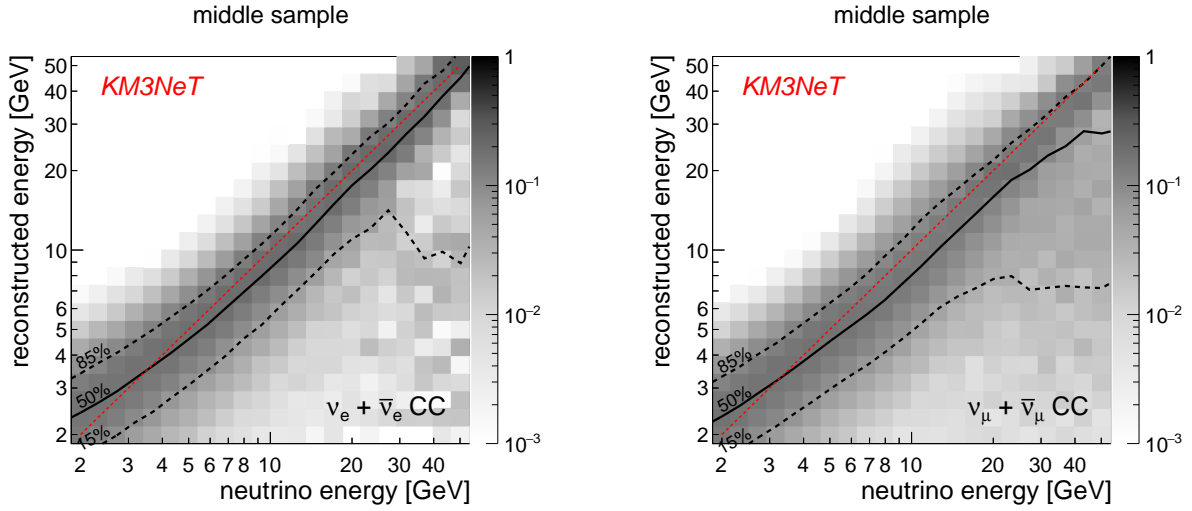 middle sample
KM3NeT
reconstructed energy [GeV]
50
40
30
20
10
6
5
4
3
2
85%
50%
15%
ν_e + ν̅_e CC
2 3 4 5 6 7 8 10 20 30 40
neutrino energy [GeV]
1
10⁻¹
10⁻²
10⁻³
middle sample
KM3NeT
reconstructed energy [GeV]
50
40
30
20
10
6
5
4
3
2
85%
50%
15%
ν_μ + ν̅_μ CC
2 3 4 5 6 7 8 10 20 30 40
neutrino energy [GeV]
1
10⁻¹
10⁻²
10⁻³